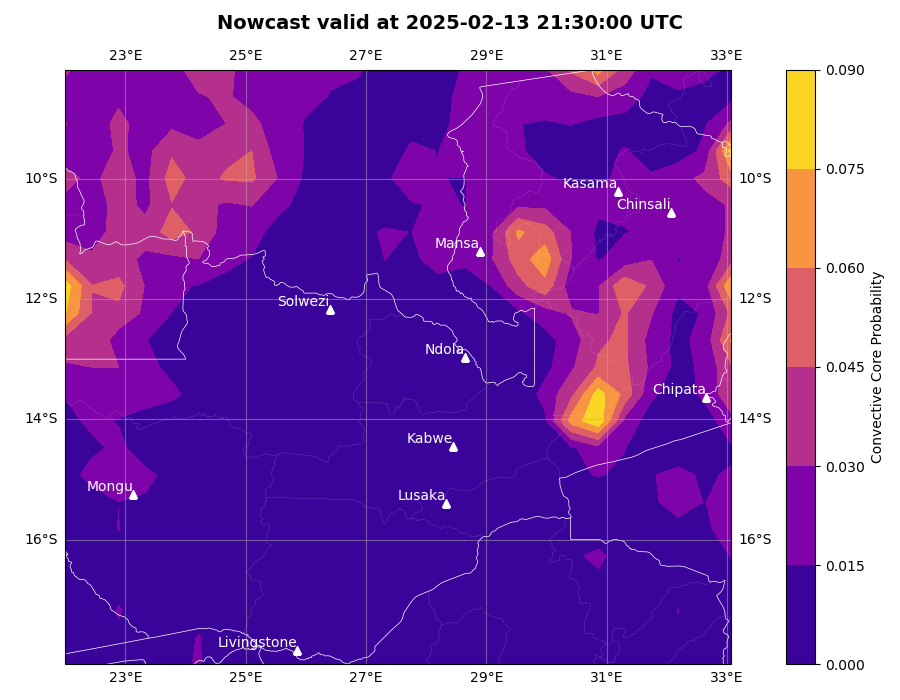 Nowcast valid at 2025-02-13 21:30:00 UTC
23°E 25°E 27°E 29°E 31°E 33°E
0.090
0.075
10°S Kasama 10°S
Chinsali
Mansa
0.060
12°S Solwezi 12°S
Ndola
0.045
Chipata
14°S 14°S
Kabwe
0.030
Mongu Lusaka
16°S 16°S
0.015
Livingstone
0.000
23°E 25°E 27°E 29°E 31°E 33°E
Convective Core Probability